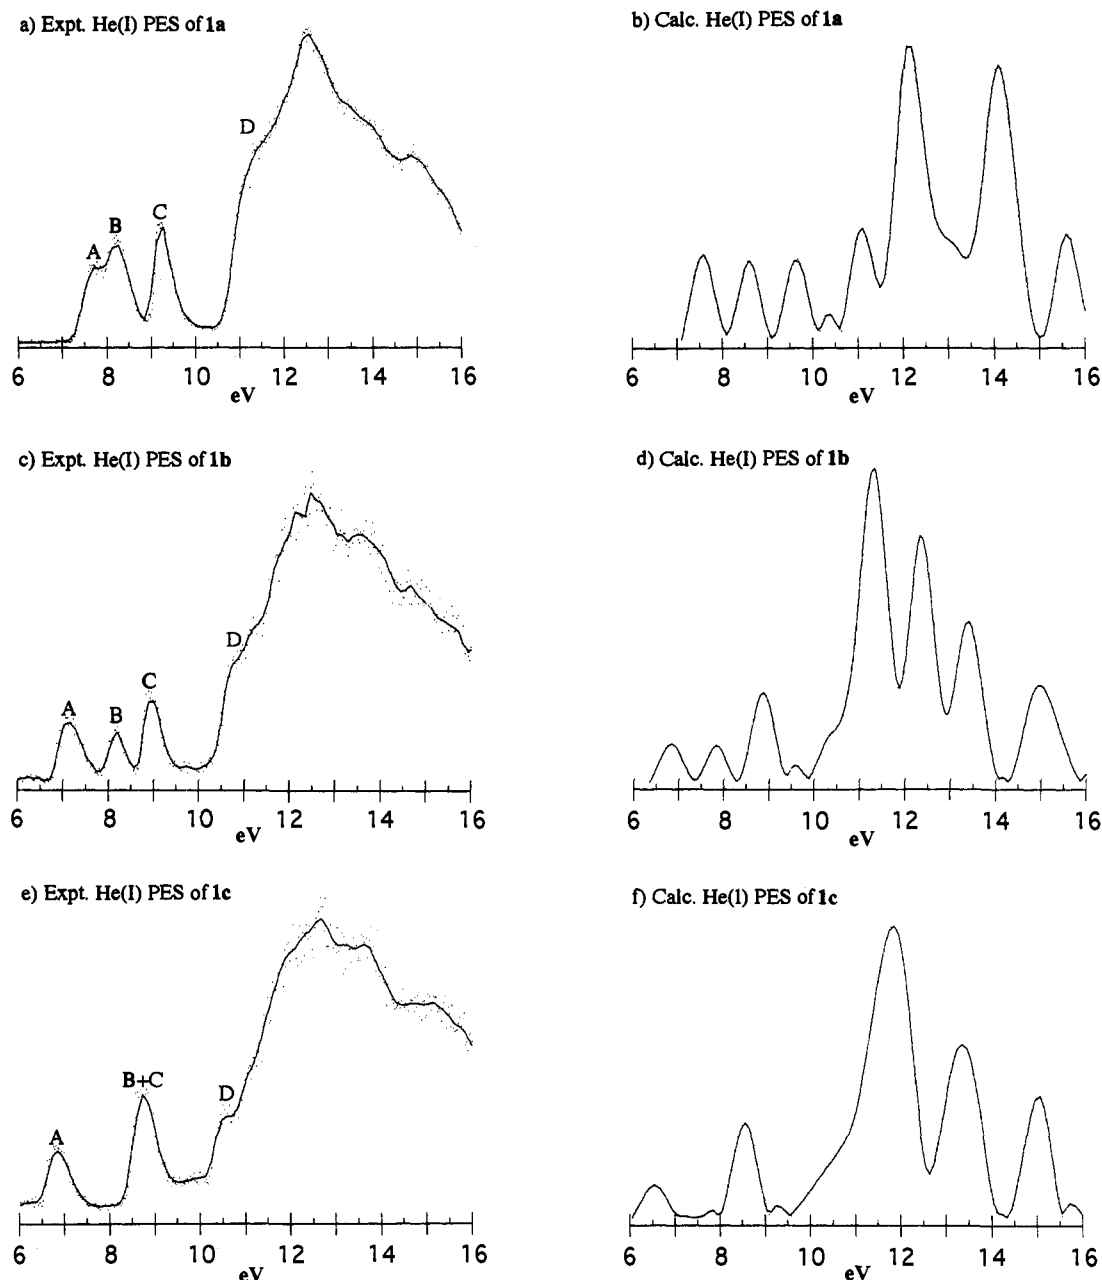 a) Expt. He(I) PES of 1a
A
B
C
D
6 8 10 12 14 16
eV
b) Calc. He(I) PES of 1a
6 8 10 12 14 16
eV
c) Expt. He(I) PES of 1b
A
B
C
D
6 8 10 12 14 16
eV
d) Calc. He(I) PES of 1b
6 8 10 12 14 16
eV
e) Expt. He(I) PES of 1c
A
B+C
D
6 8 10 12 14 16
eV
f) Calc. He(l) PES of 1c
6 8 10 12 14 16
eV